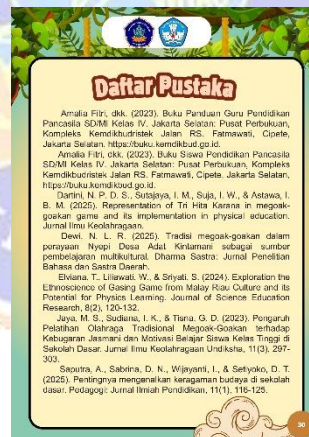 Daftar Pustaka
Amalia Fitri, dkk. (2023). Buku Panduan Guru Pendidikan
Pancasila SD/MI Kelas IV. Jakarta Selatan: Pusat Perbukuan,
Kompleks Kemdikbudristek Jalan RS. Fatmawati, Cipete,
Jakarta Selatan. https://buku.kemdikbud.go.id.
Amalia Fitri, dkk. (2023). Buku Siswa Pendidikan Pancasila
SD/MI Kelas IV. Jakarta Selatan: Pusat Perbukuan, Kompleks
Kemdikbudristek Jalan RS. Fatmawati, Cipete. Jakarta Selatan,
https://buku.kemdikbud.go.id.
Dartini, N. P. D. S., Sutajaya, I. M., Suja, I. W., & Astawa, I.
B. M. (2025). Representation of Tri Hita Karana in megoak-
goakan game and its implementation in physical education.
Jurnal Ilmu Keolahragaan.
Dewi. N. L. R. (2025). Tradisi megoak-goakan dalam
perayaan Nyepi Desa Adat Kintamani sebagai sumber
pembelajaran multikultural. Dharma Sastra: Jurnal Penelitian
Bahasa dan Sastra Daerah.
Elviana, T., Liliawati, W., & Sriyati, S. (2024). Exploration the
Ethnoscience of Gasing Game from Malay Riau Culture and its
Potential for Physics Learning. Journal of Science Education
Research, 8(2), 120-132.
Jaya, M. S., Sudiana, I. K., & Tisna, G. D. (2023). Pengaruh
Pelatihan Olahraga Tradisional Megoak-Goakan terhadap
Kebugaran Jasmani dan Motivasi Belajar Siswa Kelas Tinggi di
Sekolah Dasar. Jurnal Ilmu Keolahragaan Undiksha, 11(3), 297-
303.
Saputra, A., Sabrina, D. N., Wijayanti, I., & Setiyoko, D. T.
(2025). Pentingnya mengenalkan keragaman budaya di sekolah
dasar. Pedagogi: Jurnal Ilmiah Pendidikan, 11(1), 116-125.
30